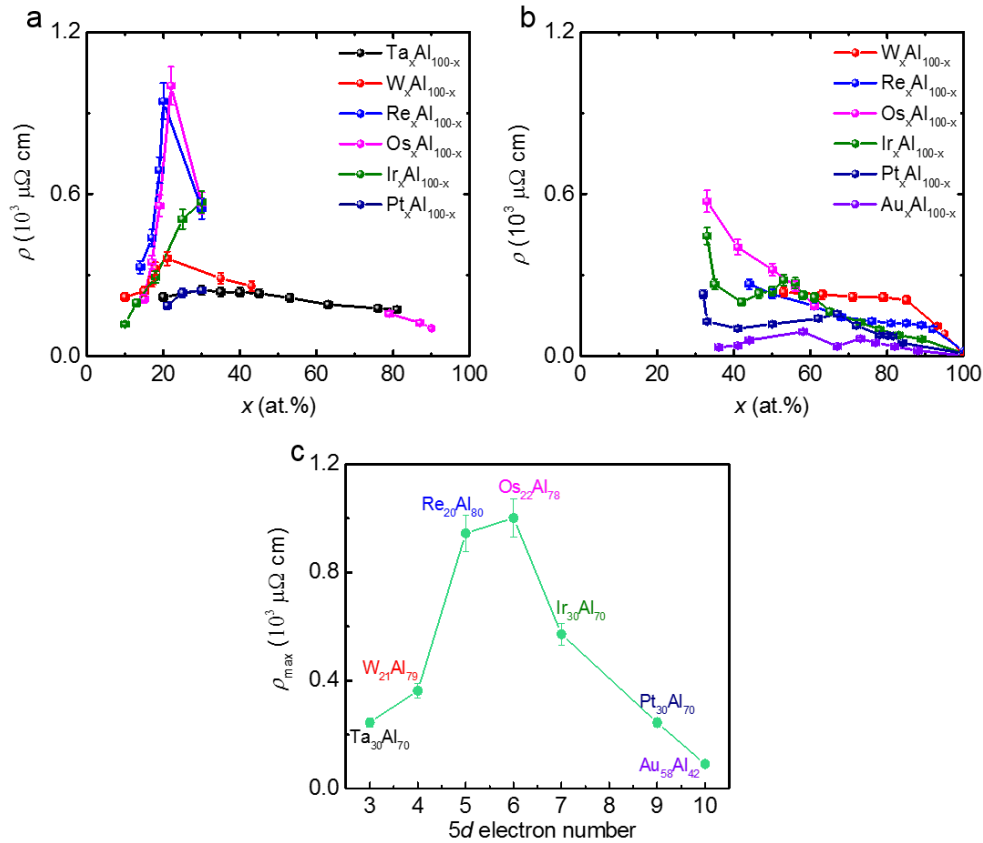 a
1.2
0.6
0.0
ρ (10³ μΩ cm)
0 20 40 60 80 100
x (at.%)
TaₓAl₁₀₀₋ₓ
WₓAl₁₀₀₋ₓ
ReₓAl₁₀₀₋ₓ
OsₓAl₁₀₀₋ₓ
IrₓAl₁₀₀₋ₓ
PtₓAl₁₀₀₋ₓ
b
1.2
0.6
0.0
ρ (10³ μΩ cm)
0 20 40 60 80 100
x (at.%)
WₓAl₁₀₀₋ₓ
ReₓAl₁₀₀₋ₓ
OsₓAl₁₀₀₋ₓ
IrₓAl₁₀₀₋ₓ
PtₓAl₁₀₀₋ₓ
AuₓAl₁₀₀₋ₓ
c
1.2
0.8
0.4
0.0
ρmax (10³ μΩ cm)
Os₂₂Al₇₈
Re₂₀Al₈₀
Ir₃₀Al₇₀
W₂₁Al₇₉
Pt₃₀Al₇₀
Ta₃₀Al₇₀
Au₅₈Al₄₂
3 4 5 6 7 8 9 10
5d electron number